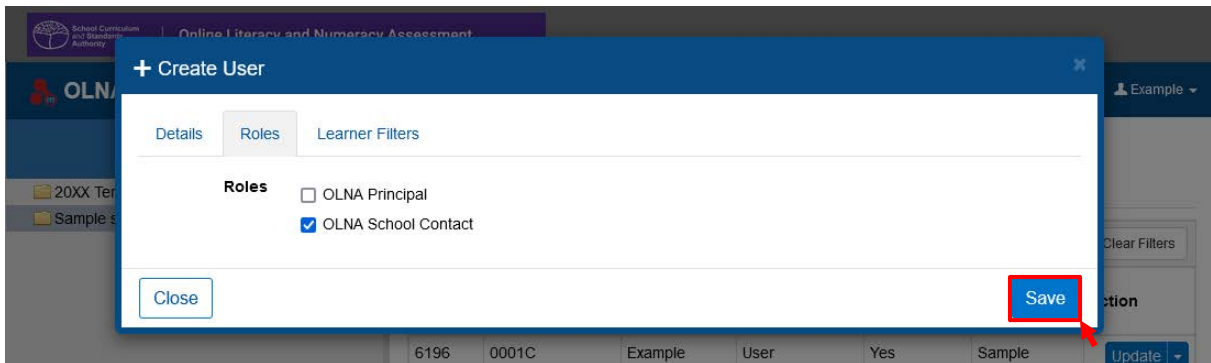 School Curriculum
and Standards
Authority
Online Literacy and Numeracy Assessment
+ Create User
×
OLNA
Example
Details
Roles
Learner Filters
20XX Ter
Sample s
Roles
OLNA Principal
OLNA School Contact
Clear Filters
Close
Save
ction
6196 0001C Example User Yes Sample Update